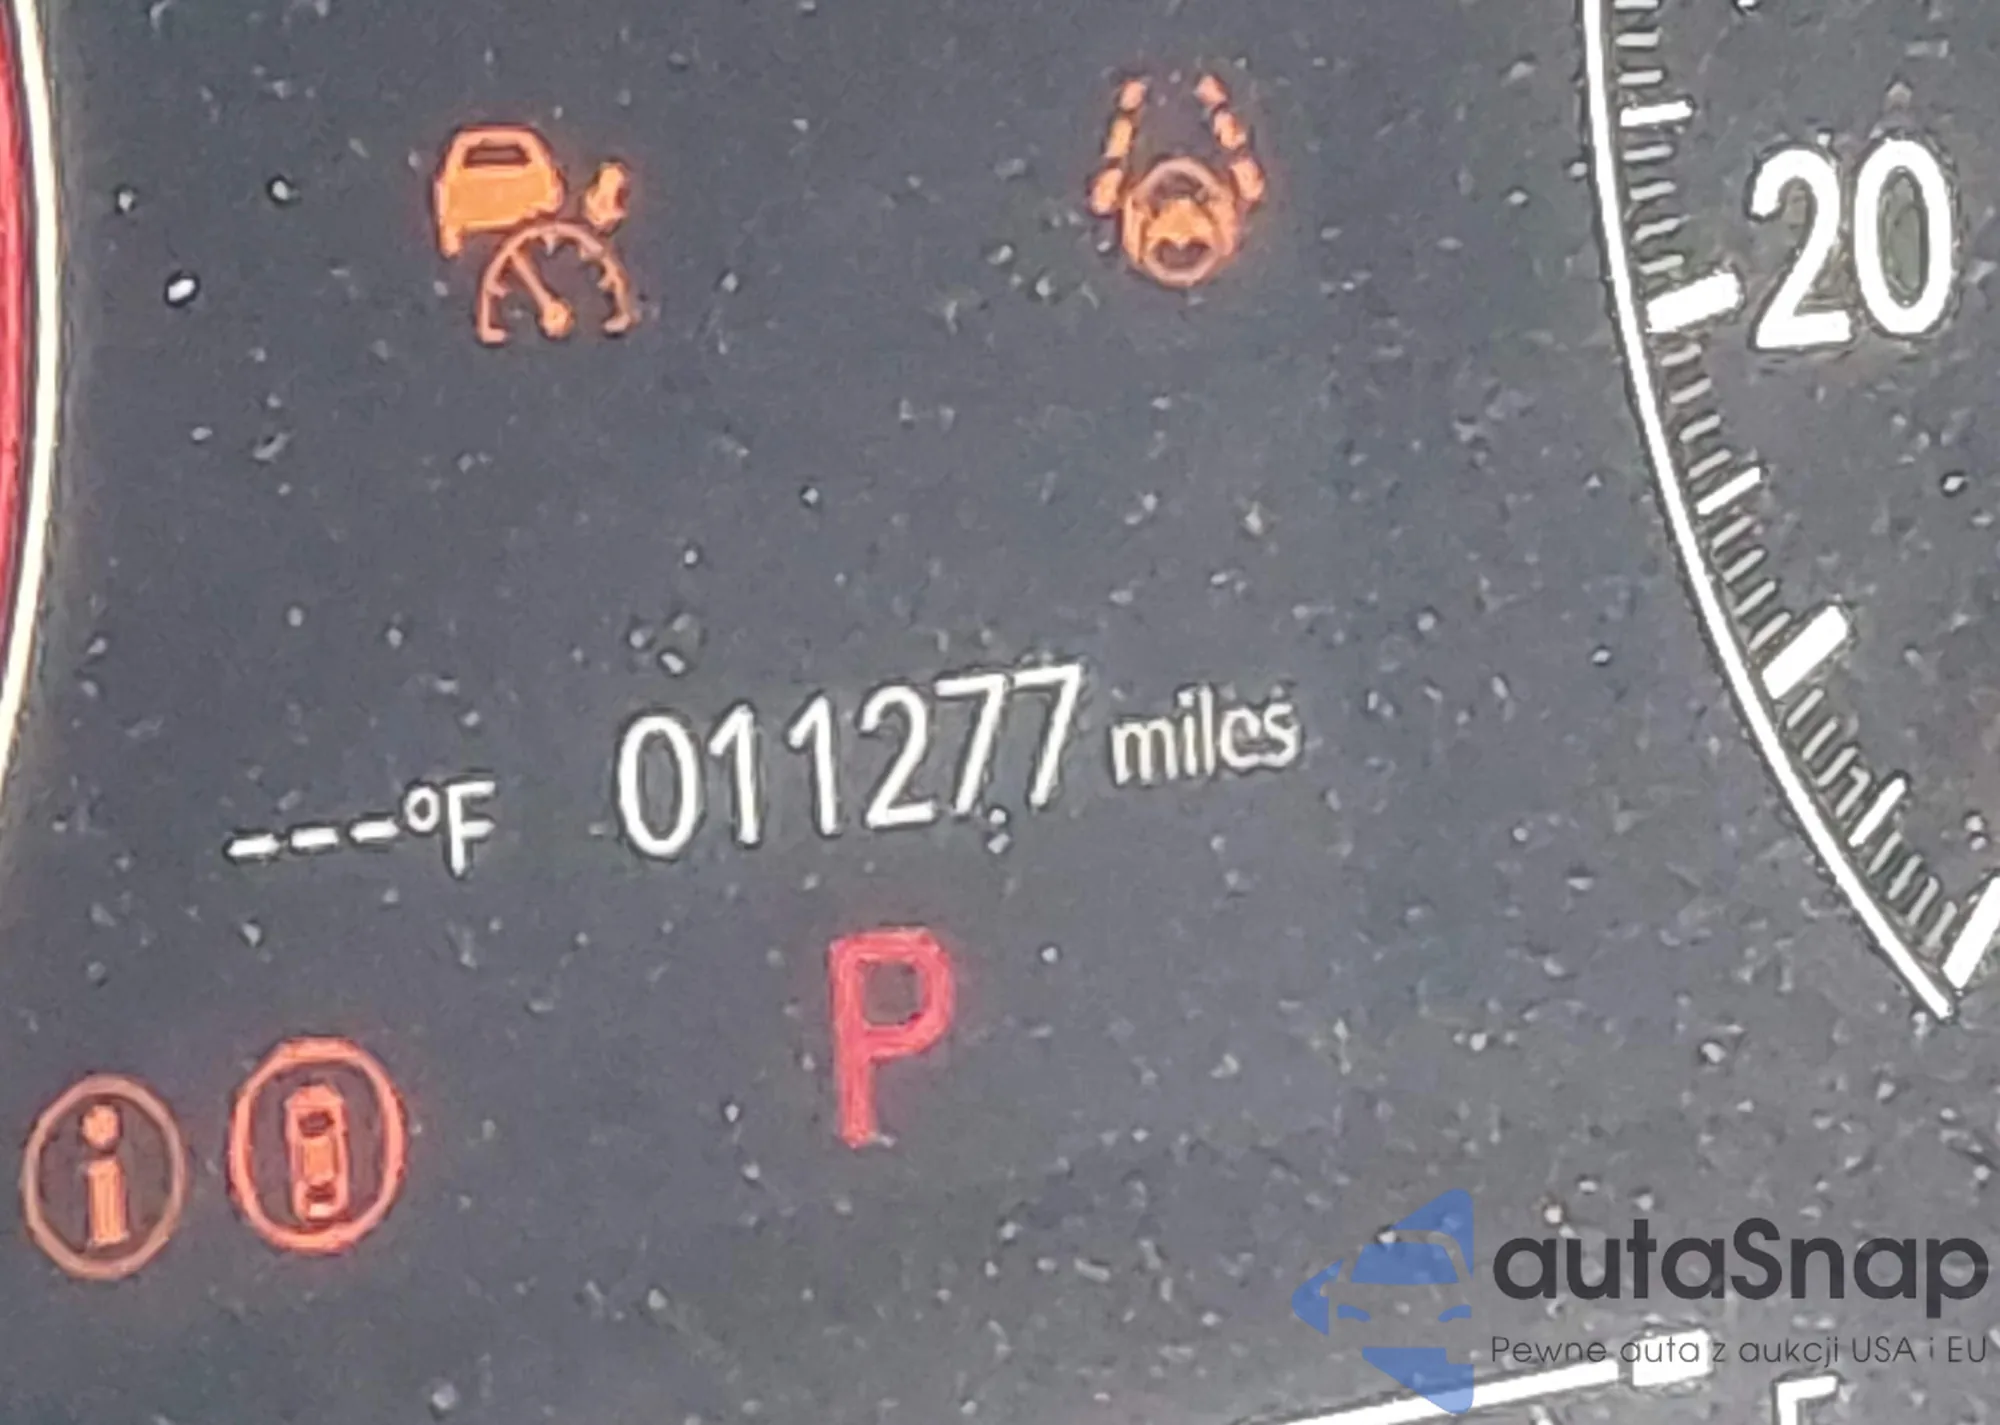 20
---°F 011277 miles
P
i
autaSnap
Pewne auta z aukcji USA i EU